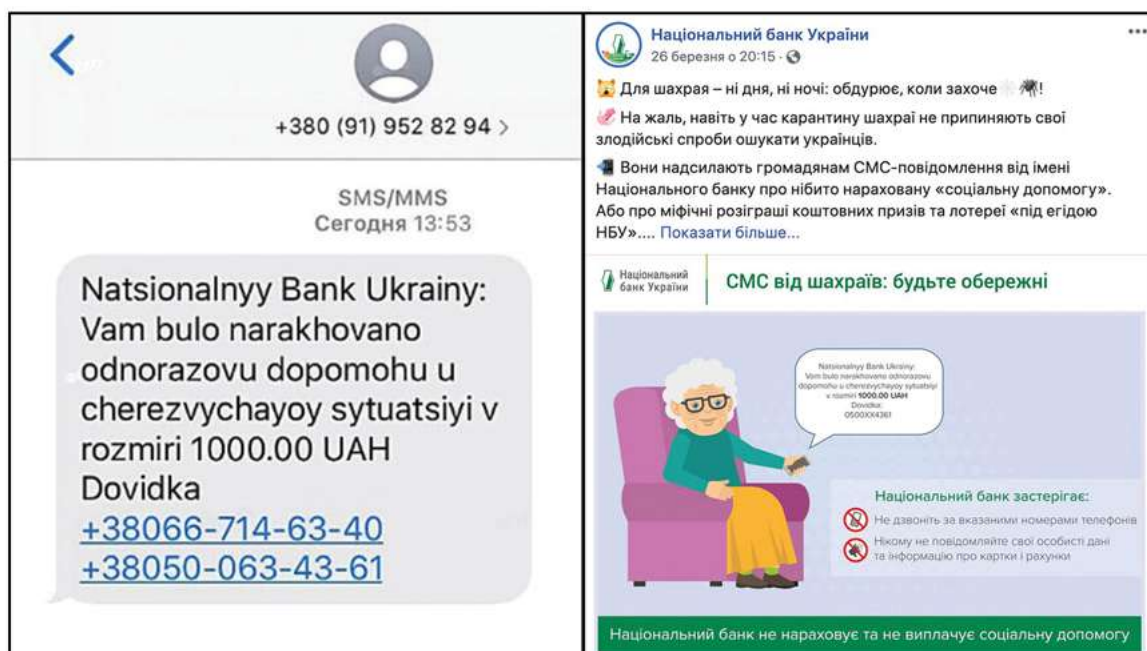 +380 (91) 952 82 94 >
SMS/MMS
Сегодня 13:53
Natsionalnyy Bank Ukrainy:
Vam bulo narakhovano
odnorazovu dopomohu u
cherezvychayoy sytuatsiyi v
rozmiri 1000.00 UAH
Dovidka
+38066-714-63-40
+38050-063-43-61
Національний банк України
26 березня о 20:15 ·
Для шахрая – ні дня, ні ночі: обдурює, коли захоче !
На жаль, навіть у час карантину шахраї не припиняють свої
злодійські спроби ошукати українців.
Вони надсилають громадянам СМС-повідомлення від імені
Національного банку про нібито нараховану «соціальну допомогу».
Або про міфічні розіграші коштовних призів та лотереї «під егідою
НБУ».... Показати більше...
Національний
банк України
СМС від шахраїв: будьте обережні
Natsionalnyy Bank Ukrainy:
Vam bulo narakhovano odnorazovu
dopomohu u cherezvychayoy sytuatsiyi
v rozmiri 1000.00 UAH
Dovidka:
0500XX4361
Національний банк застерігає:
Не дзвоніть за вказаними номерами телефонів
Нікому не повідомляйте свої особисті дані
та інформацію про картки і рахунки
Національний банк не нараховує та не виплачує соціальну допомогу